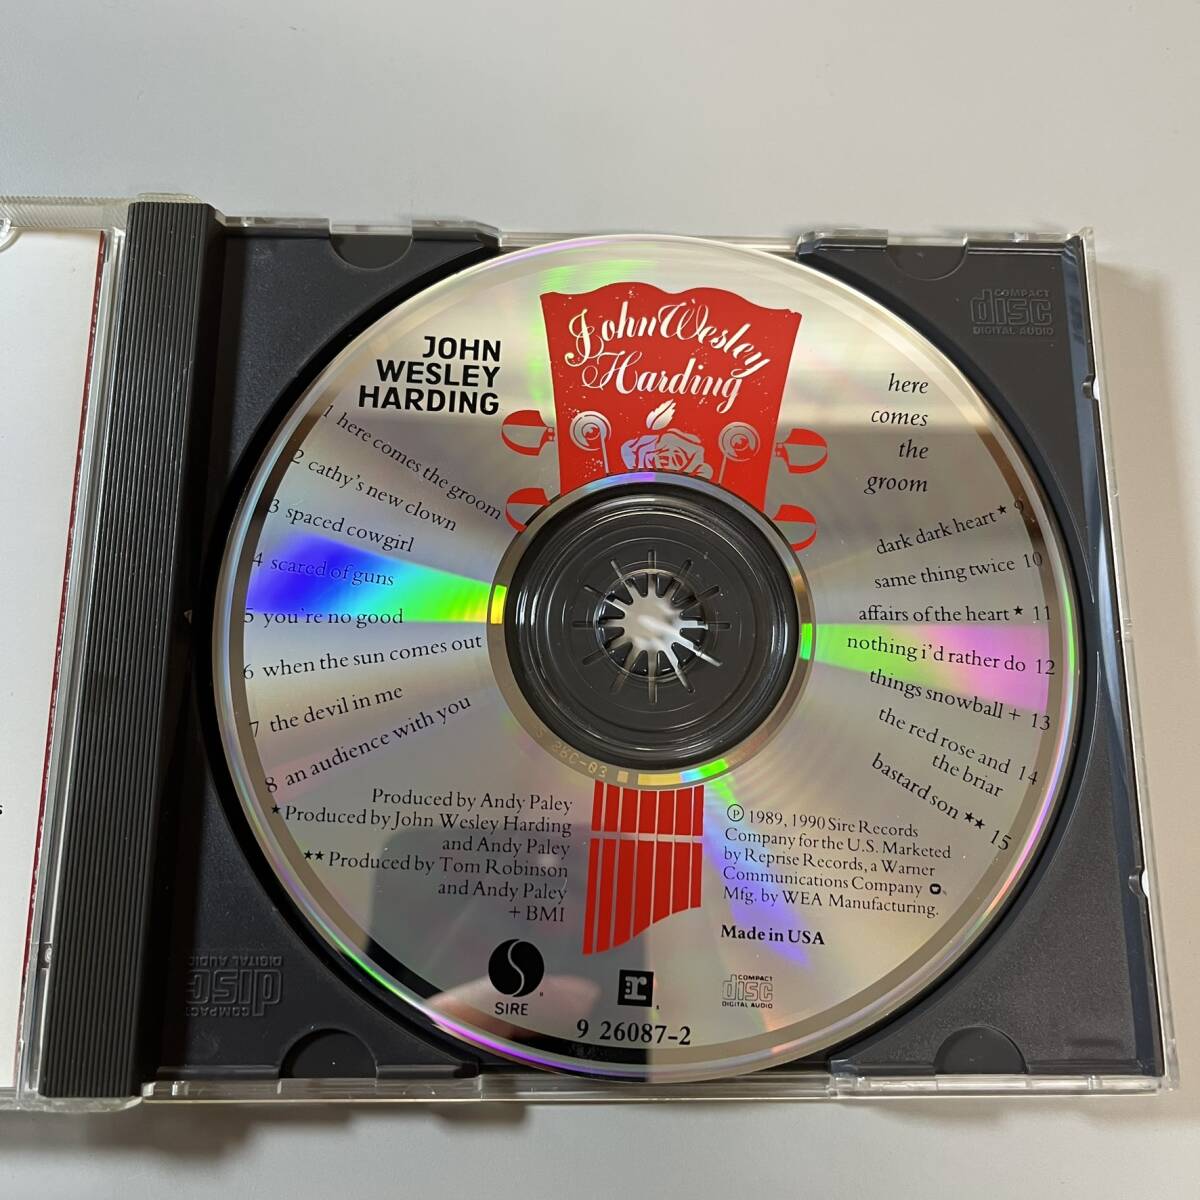 JOHN
WESLEY
HARDING
John Wesley
Harding
here
comes
the
groom
1 here comes the groom
2 cathy's new clown
3 spaced cowgirl
4 scared of guns
5 you're no good
6 when the sun comes out
7 the devil in me
8 an audience with you
dark dark heart ★ 9
same thing twice 10
affairs of the heart ★ 11
nothing i'd rather do 12
things snowball + 13
the red rose and
the briar 14
bastard son ★★ 15
Produced by Andy Paley
★Produced by John Wesley Harding
and Andy Paley
★★Produced by Tom Robinson
and Andy Paley
+ BMI
Ⓟ 1989, 1990 Sire Records
Company for the U.S. Marketed
by Reprise Records, a Warner
Communications Company
Mfg. by WEA Manufacturing.
Made in USA
S
SIRE
r
COMPACT
disc
DIGITAL AUDIO
9 26087-2
COMPACT
disc
DIGITAL AUDIO
COMPACT
disc
DIGITAL AUDIO
s